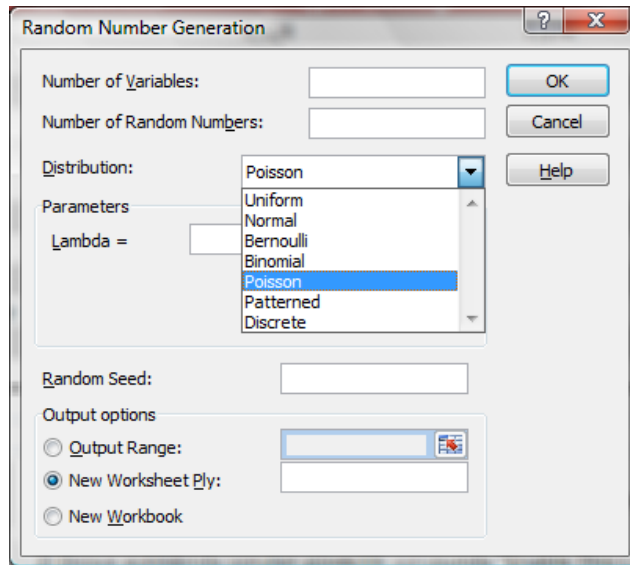 Random Number Generation
?
X
Number of Variables:
OK
Number of Random Numbers:
Cancel
Distribution:
Poisson
Help
Parameters
Lambda =
Uniform
Normal
Bernoulli
Binomial
Poisson
Patterned
Discrete
Random Seed:
Output options
Output Range:
New Worksheet Ply:
New Workbook